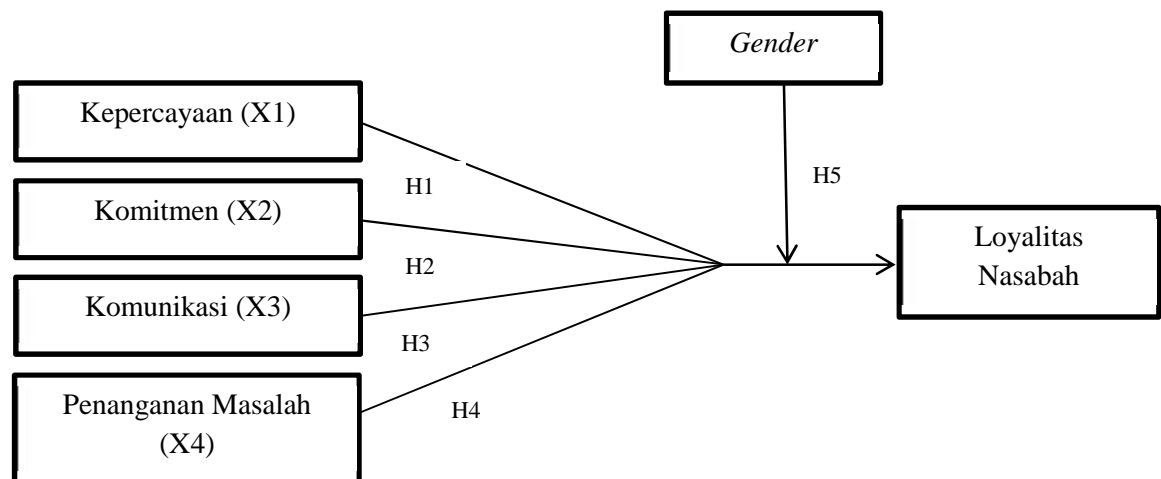 Gender
Kepercayaan (X1)
H1
H5
Komitmen (X2)
H2
Loyalitas
Nasabah
Komunikasi (X3)
H3
Penanganan Masalah
(X4)
H4